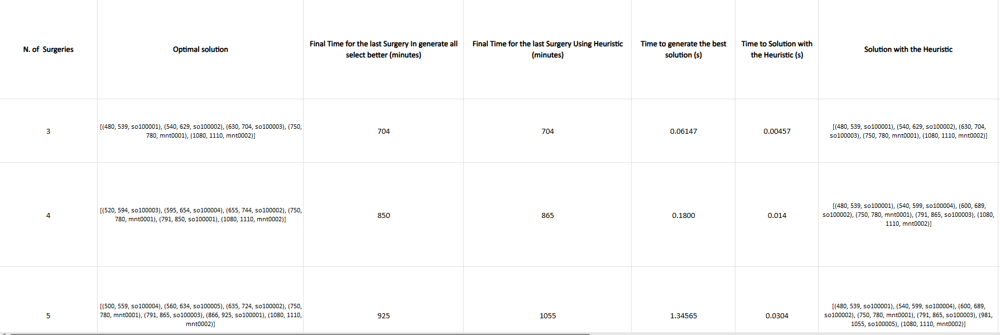 N. of  Surgeries
Optimal solution
Final Time for the last Surgery In generate all
select better (minutes)
Final Time for the last Surgery Using Heuristic
(minutes)
Time to generate the best
solution (s)
Time to Solution with
the Heuristic (s)
Solution with the Heuristic
3
[(480, 539, so100001), (540, 629, so100002), (630, 704, so100003), (750,
780, mnt0001), (1080, 1110, mnt0002)]
704
704
0.06147
0.00457
[(480, 539, so100001), (540, 629, so100002), (630, 704,
so100003), (750, 780, mnt0001), (1080, 1110, mnt0002)]
4
[(520, 594, so100003), (595, 654, so100004), (655, 744, so100002), (750,
780, mnt0001), (791, 850, so100001), (1080, 1110, mnt0002)]
850
865
0.1800
0.014
[(480, 539, so100001), (540, 599, so100004), (600, 689,
so100002), (750, 780, mnt0001), (791, 865, so100003), (1080,
1110, mnt0002)]
5
[(500, 559, so100004), (560, 634, so100005), (635, 724, so100002), (750,
780, mnt0001), (791, 865, so100003), (866, 925, so100001), (1080, 1110,
mnt0002)]
925
1055
1.34565
0.0304
[(480, 539, so100001), (540, 599, so100004), (600, 689,
so100002), (750, 780, mnt0001), (791, 865, so100003), (981,
1055, so100005), (1080, 1110, mnt0002)]